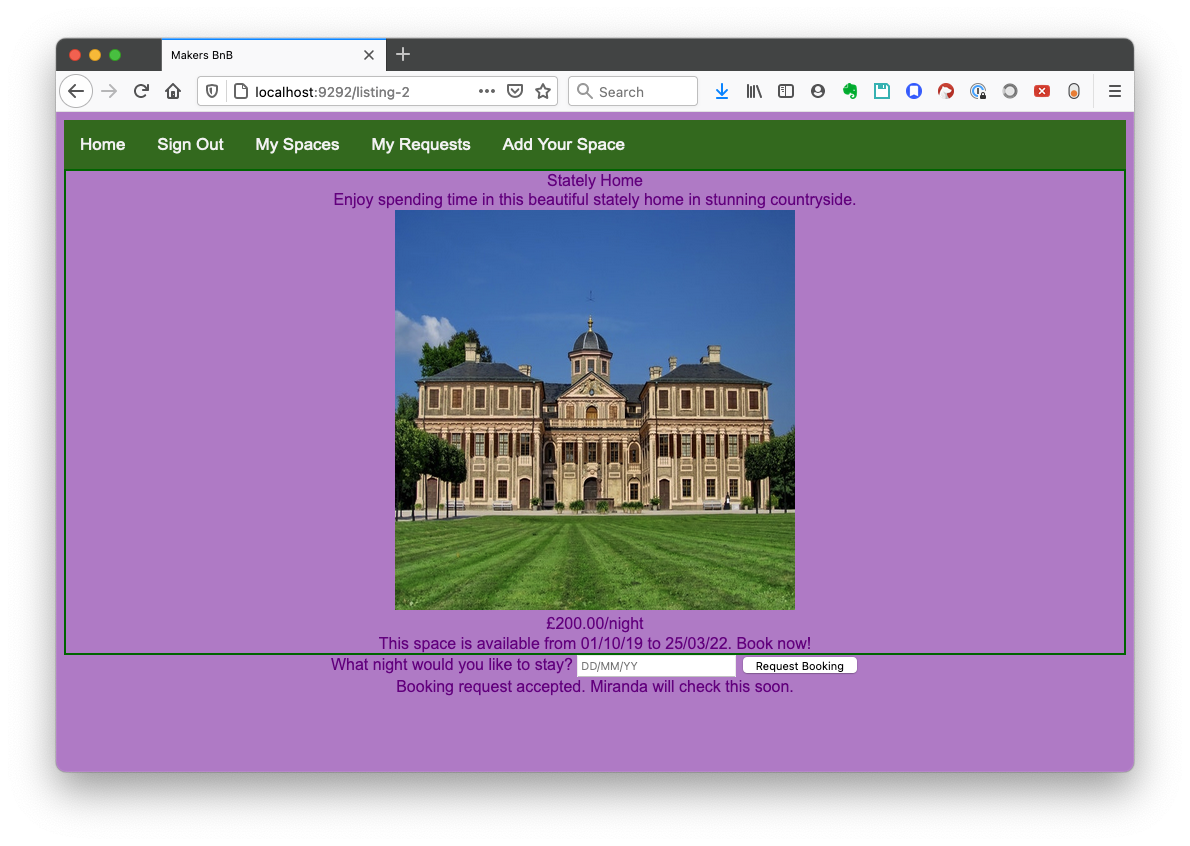 Makers BnB
localhost:9292/listing-2
Search
Home Sign Out My Spaces My Requests Add Your Space
Stately Home
Enjoy spending time in this beautiful stately home in stunning countryside.
£200.00/night
This space is available from 01/10/19 to 25/03/22. Book now!
What night would you like to stay? DD/MM/YY Request Booking
Booking request accepted. Miranda will check this soon.